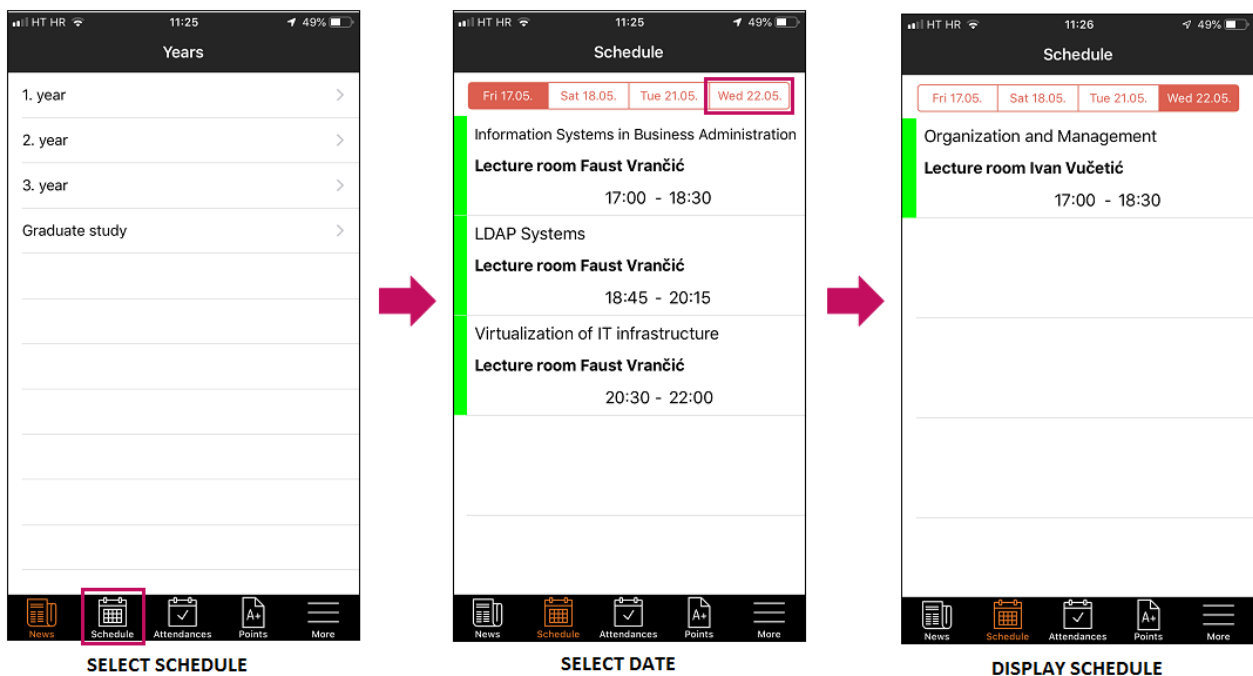 HT HR 11:25 49%
Years
1. year
2. year
3. year
Graduate study
News Schedule Attendances Points More
SELECT SCHEDULE
HT HR 11:25 49%
Schedule
Fri 17.05. Sat 18.05. Tue 21.05. Wed 22.05.
Information Systems in Business Administration
Lecture room Faust Vrančić
17:00 - 18:30
LDAP Systems
Lecture room Faust Vrančić
18:45 - 20:15
Virtualization of IT infrastructure
Lecture room Faust Vrančić
20:30 - 22:00
A+
News Schedule Attendances Points More
SELECT DATE
HT HR 11:26 49%
Schedule
Fri 17.05. Sat 18.05. Tue 21.05. Wed 22.05.
Organization and Management
Lecture room Ivan Vučetić
17:00 - 18:30
A+
News Schedule Attendances Points More
DISPLAY SCHEDULE